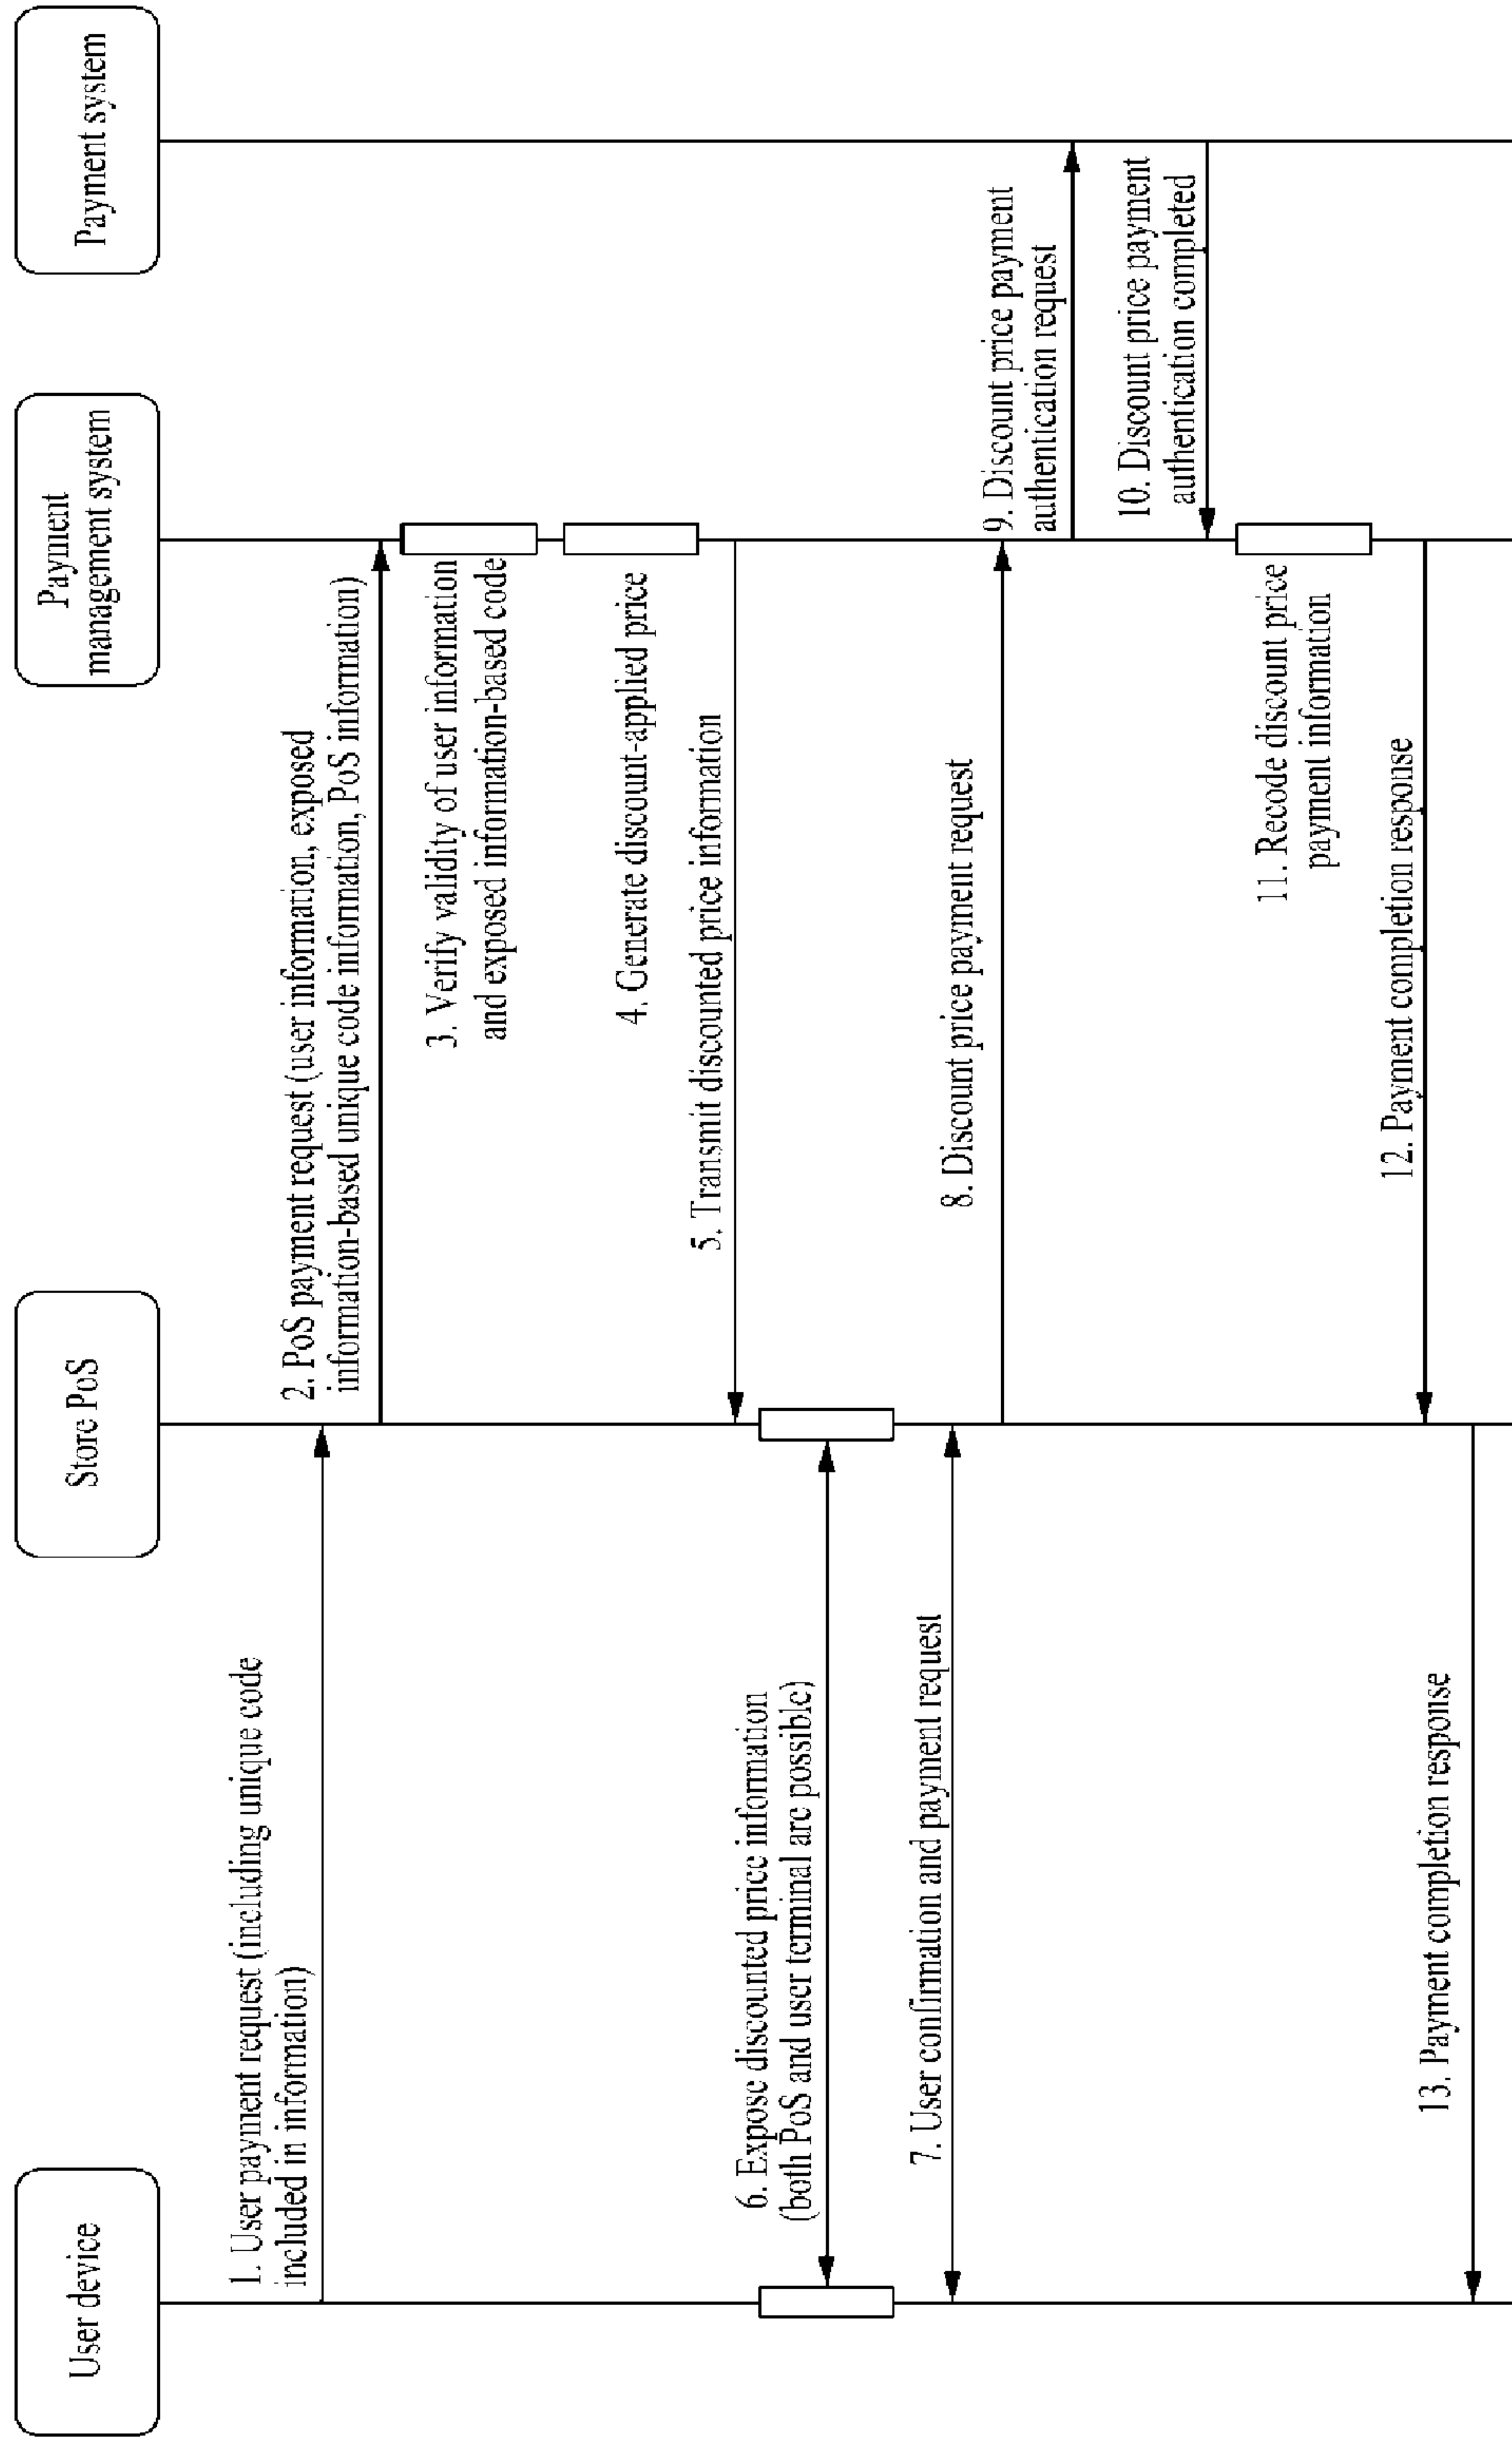 User device
Store PoS
Payment
management system
Payment system
1. User payment request (including unique code
included in information)
2. PoS payment request (user information, exposed
information-based unique code information, PoS information)
3. Verify validity of user information
and exposed information-based code
4. Generate discount-applied price
5. Transmit discounted price information
6. Expose discounted price information
(both PoS and user terminal are possible)
7. User confirmation and payment request
8. Discount price payment request
9. Discount price payment
authentication request
10. Discount price payment
authentication completed
11. Recode discount price
payment information
12. Payment completion response
13. Payment completion response